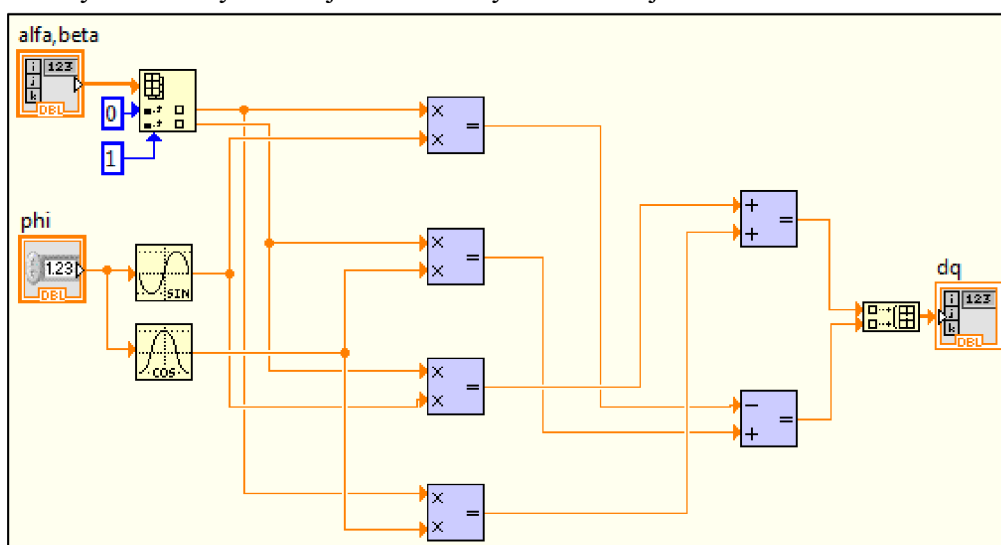 alfa,beta
i 123
j
k
DBL
0
1
×
×
=
phi
1.23
DBL
SIN
COS
×
×
=
×
×
=
×
×
=
+
+
=
−
+
=
dq
i 123
j
k
DBL